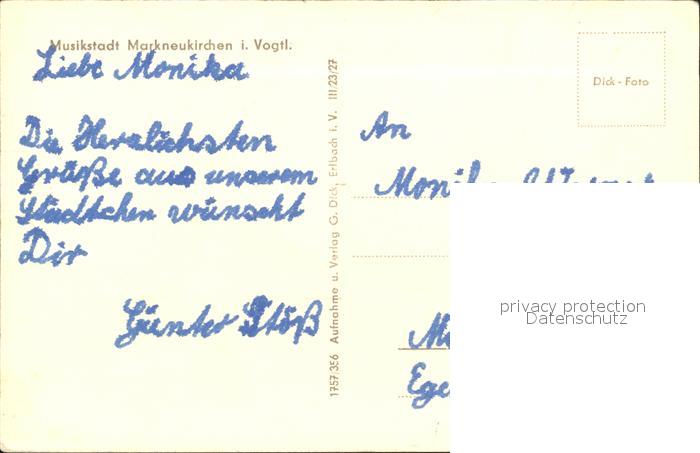 Musikstadt Markneukirchen i. Vogtl.
Liebe Monika
Die Herzlichsten
Grüße aus unserem
Städtchen wünscht
Dir
Günter Stöß
1757/356 Aufnahme u. Verlag G. Dick, Erlbach i. V. III/23/27
Dick-Foto
An
privacy protection
Datenschutz